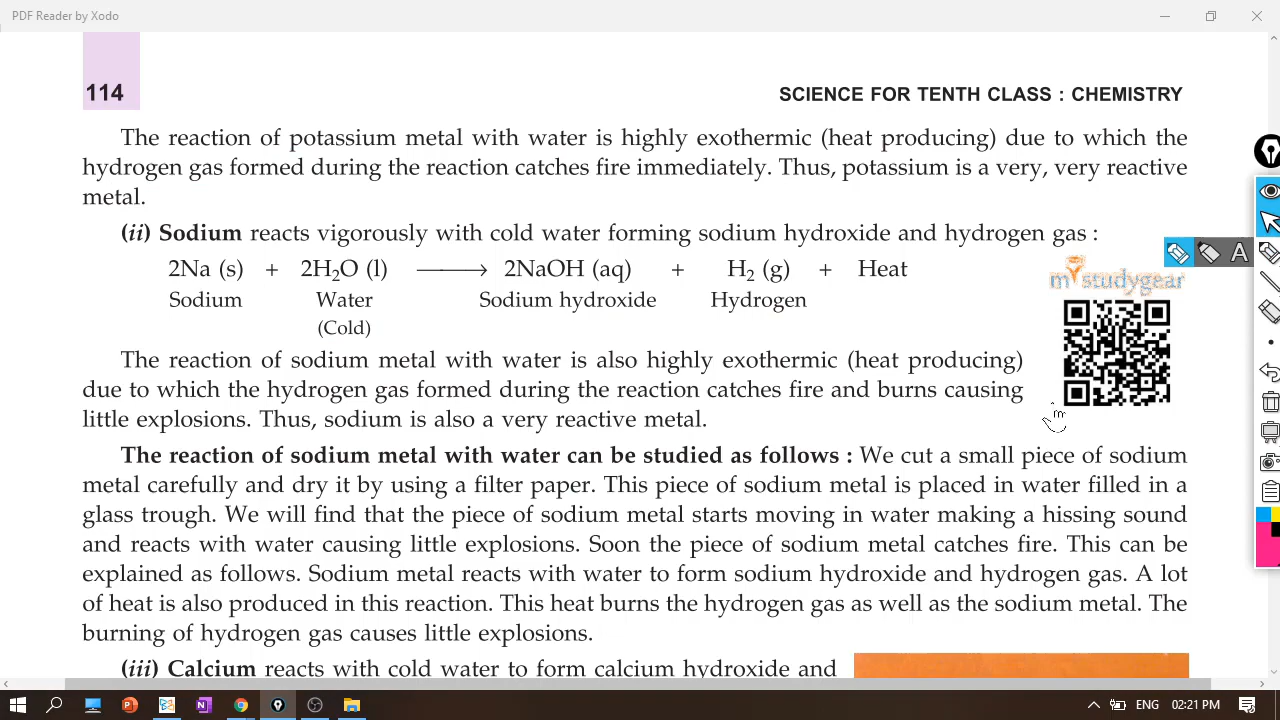 PDF Reader by Xodo
114
SCIENCE FOR TENTH CLASS : CHEMISTRY
The reaction of potassium metal with water is highly exothermic (heat producing) due to which the
hydrogen gas formed during the reaction catches fire immediately. Thus, potassium is a very, very reactive
metal.
(ii) Sodium reacts vigorously with cold water forming sodium hydroxide and hydrogen gas :
2Na (s) + 2H₂O (l) ⟶ 2NaOH (aq) + H₂ (g) + Heat
Sodium Water Sodium hydroxide Hydrogen
(Cold)
A
mystudygear
The reaction of sodium metal with water is also highly exothermic (heat producing)
due to which the hydrogen gas formed during the reaction catches fire and burns causing
little explosions. Thus, sodium is also a very reactive metal.
m
The reaction of sodium metal with water can be studied as follows : We cut a small piece of sodium
metal carefully and dry it by using a filter paper. This piece of sodium metal is placed in water filled in a
glass trough. We will find that the piece of sodium metal starts moving in water making a hissing sound
and reacts with water causing little explosions. Soon the piece of sodium metal catches fire. This can be
explained as follows. Sodium metal reacts with water to form sodium hydroxide and hydrogen gas. A lot
of heat is also produced in this reaction. This heat burns the hydrogen gas as well as the sodium metal. The
burning of hydrogen gas causes little explosions.
(iii) Calcium reacts with cold water to form calcium hydroxide and
ENG 02:21 PM